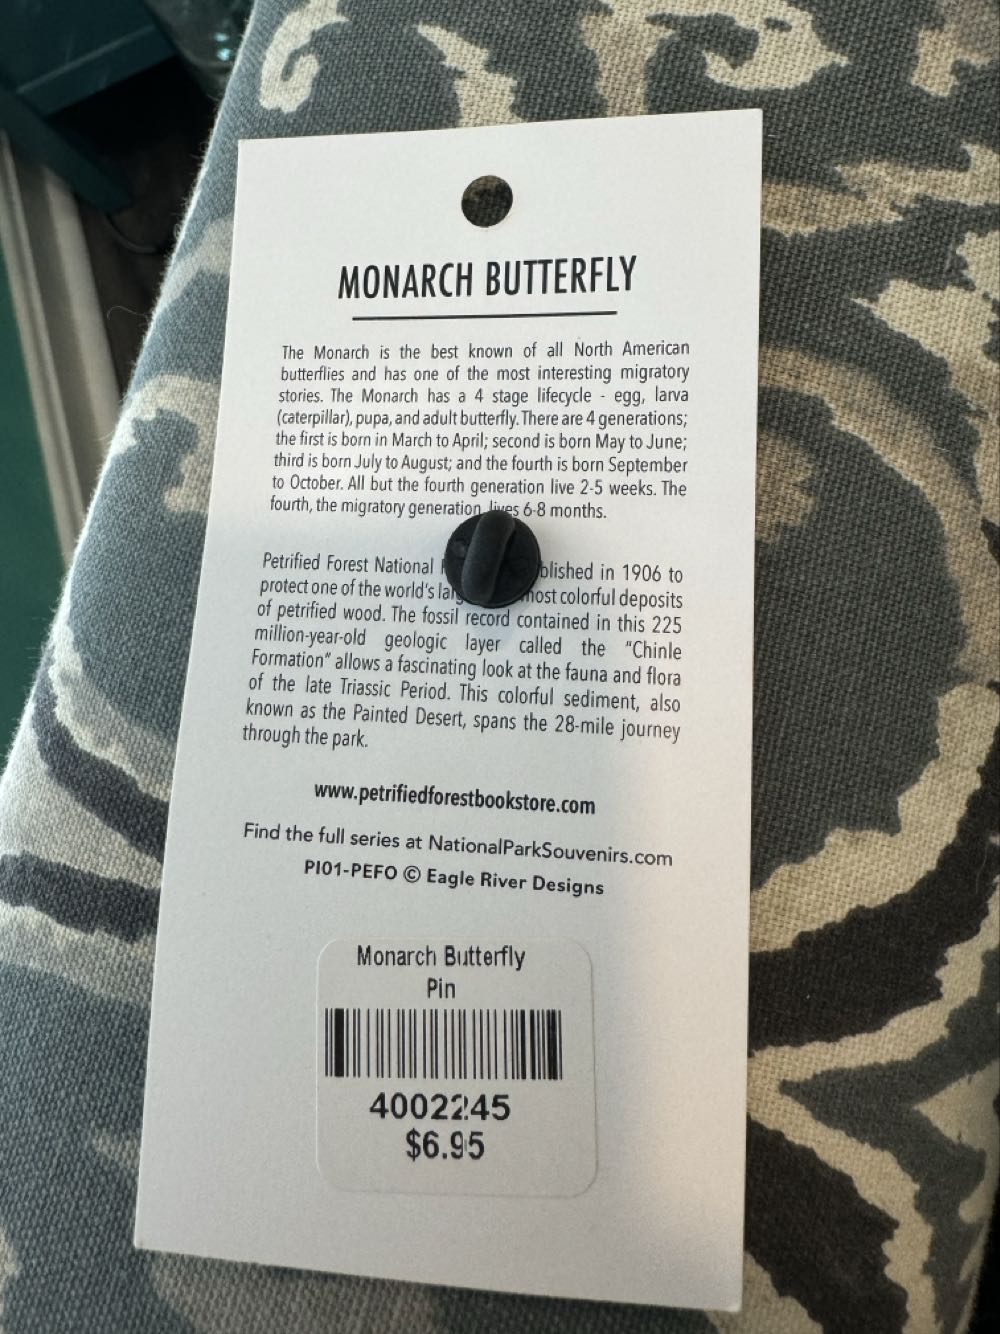 MONARCH BUTTERFLY
The Monarch is the best known of all North American
butterflies and has one of the most interesting migratory
stories. The Monarch has a 4 stage lifecycle - egg, larva
(caterpillar), pupa, and adult butterfly. There are 4 generations;
the first is born in March to April; second is born May to June;
third is born July to August; and the fourth is born September
to October. All but the fourth generation live 2-5 weeks. The
fourth, the migratory generation, lives 6-8 months.
Petrified Forest National blished in 1906 to
protect one of the world's most colorful deposits
of petrified wood. The fossil record contained in this 225
million-year-old geologic layer called the "Chinle
Formation" allows a fascinating look at the fauna and flora
of the late Triassic Period. This colorful sediment, also
known as the Painted Desert, spans the 28-mile journey
through the park.
www.petrifiedforestbookstore.com
Find the full series at NationalParkSouvenirs.com
PI01-PEFO © Eagle River Designs
Monarch Butterfly
Pin
4002245
$6.95